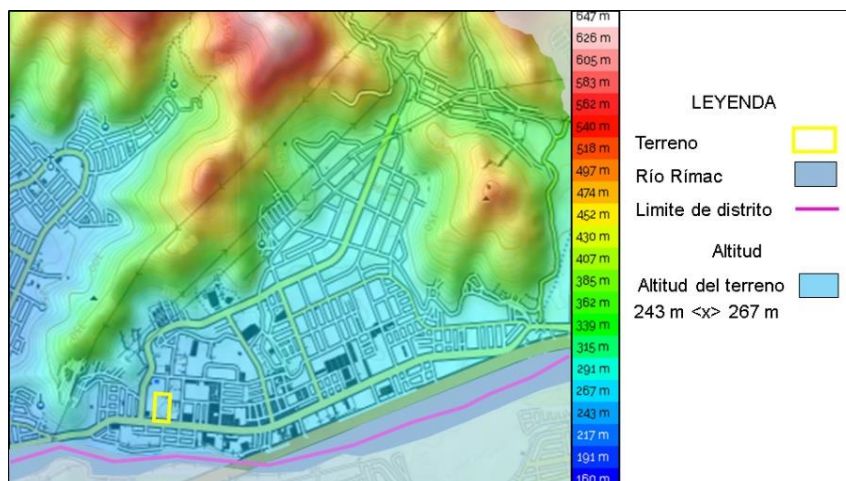 647 m
626 m
605 m
583 m
562 m
540 m
518 m
497 m
474 m
452 m
430 m
407 m
385 m
362 m
339 m
315 m
291 m
267 m
243 m
217 m
191 m
160 m
LEYENDA
Terreno
Río Rímac
Limite de distrito
Altitud
Altitud del terreno
243 m <x> 267 m